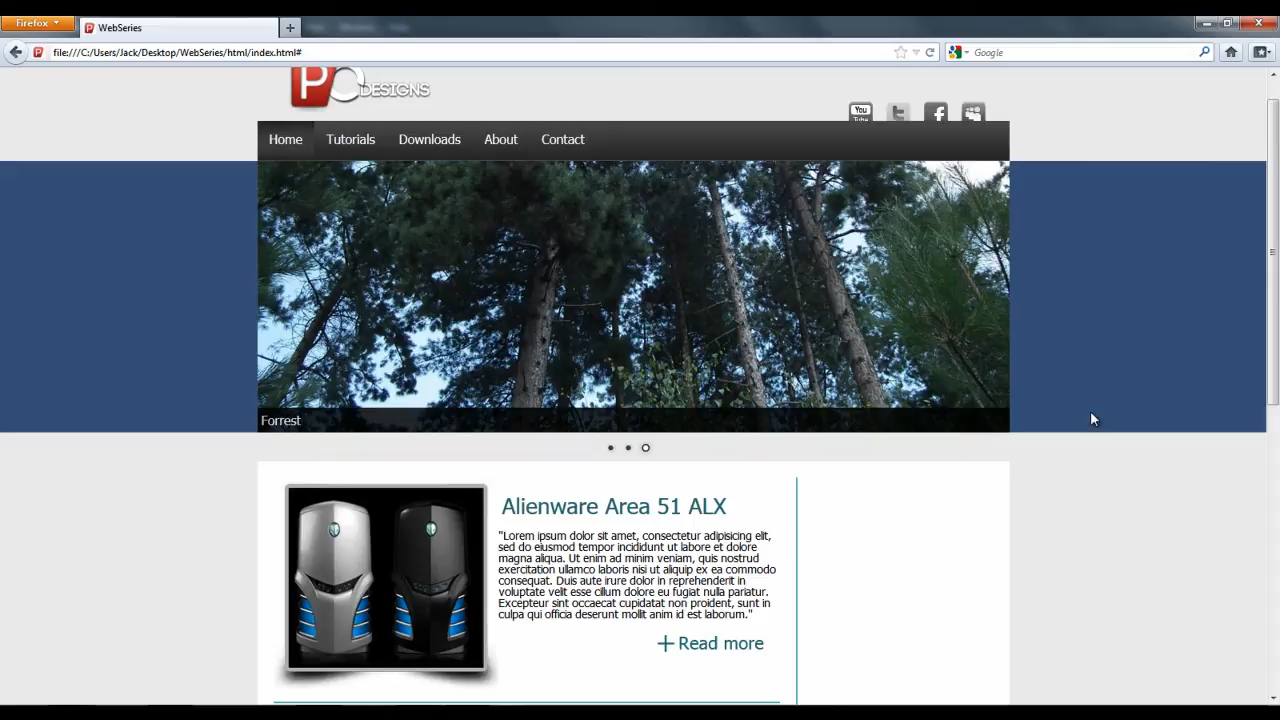 Firefox
WebSeries
file:///C:/Users/Jack/Desktop/WebSeries/html/index.html#
Google
PC DESIGNS
You
Tube
Home Tutorials Downloads About Contact
Forrest
Alienware Area 51 ALX
"Lorem ipsum dolor sit amet, consectetur adipisicing elit,
sed do eiusmod tempor incididunt ut labore et dolore
magna aliqua. Ut enim ad minim veniam, quis nostrud
exercitation ullamco laboris nisi ut aliquip ex ea commodo
consequat. Duis aute irure dolor in reprehenderit in
voluptate velit esse cillum dolore eu fugiat nulla pariatur.
Excepteur sint occaecat cupidatat non proident, sunt in
culpa qui officia deserunt mollit anim id est laborum."
Read more